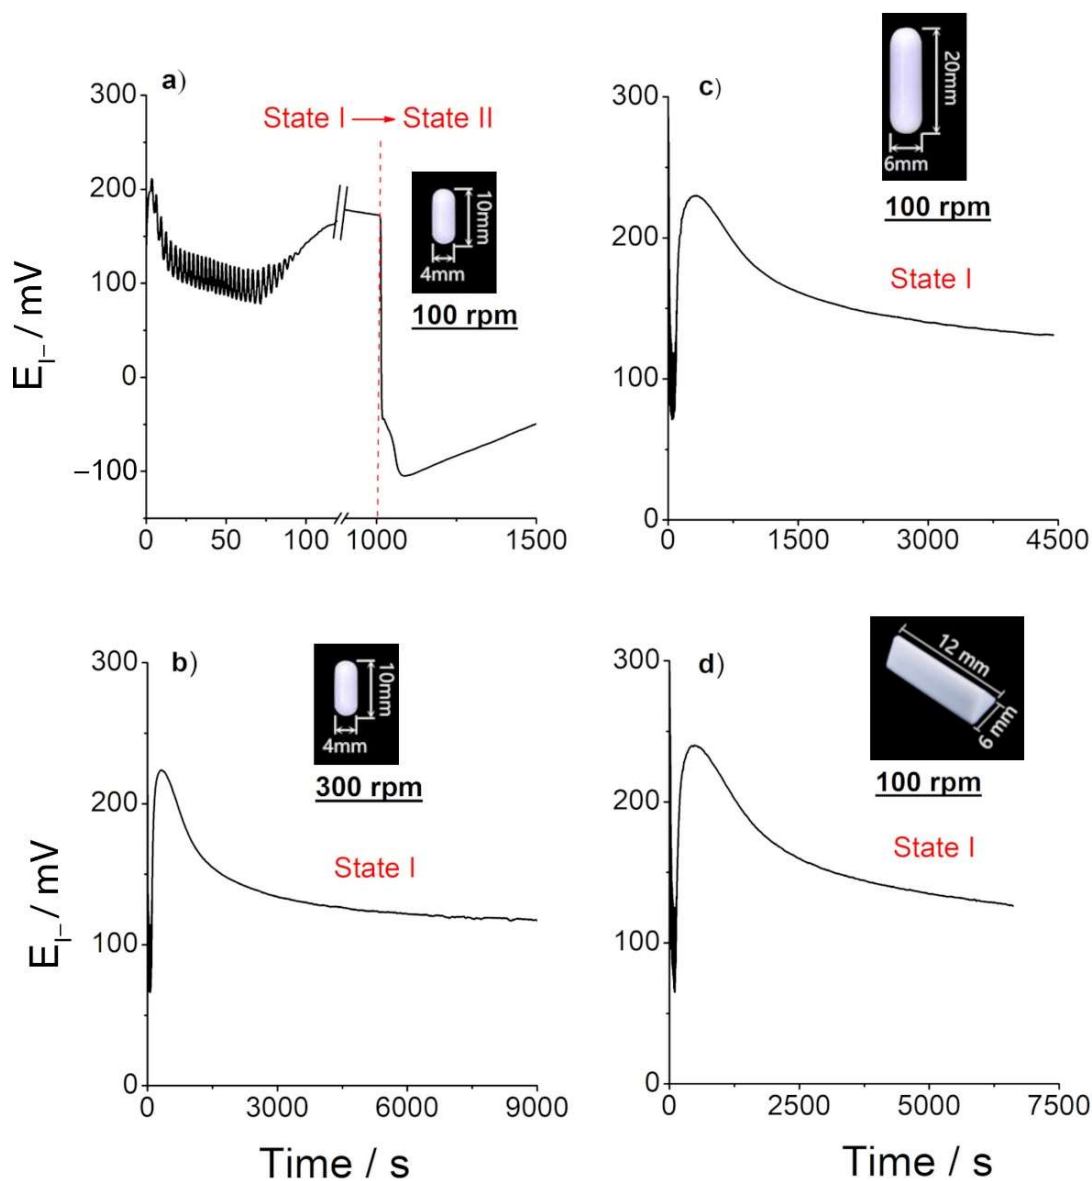 a)
300
200
100
0
–100
E_I– / mV
State I → State II
10mm
4mm
100 rpm
0
50
100
1000
1500
c)
300
200
100
0
20mm
6mm
100 rpm
State I
0
1500
3000
4500
b)
300
200
100
0
E_I– / mV
10mm
4mm
300 rpm
State I
0
3000
6000
9000
Time / s
d)
300
200
100
0
12 mm
6 mm
100 rpm
State I
0
2500
5000
7500
Time / s